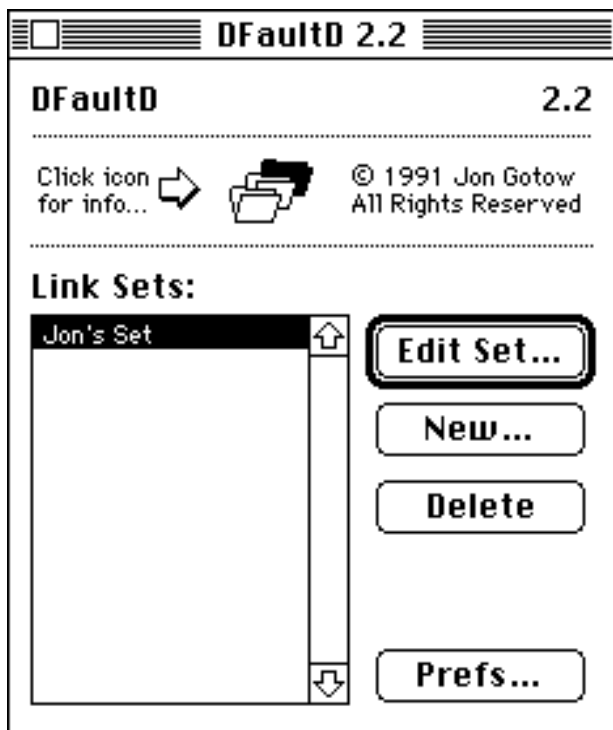 DFaultD 2.2
DFaultD 2.2
Click icon
for info...
© 1991 Jon Gotow
All Rights Reserved
Link Sets:
Jon's Set
Edit Set...
New...
Delete
Prefs...